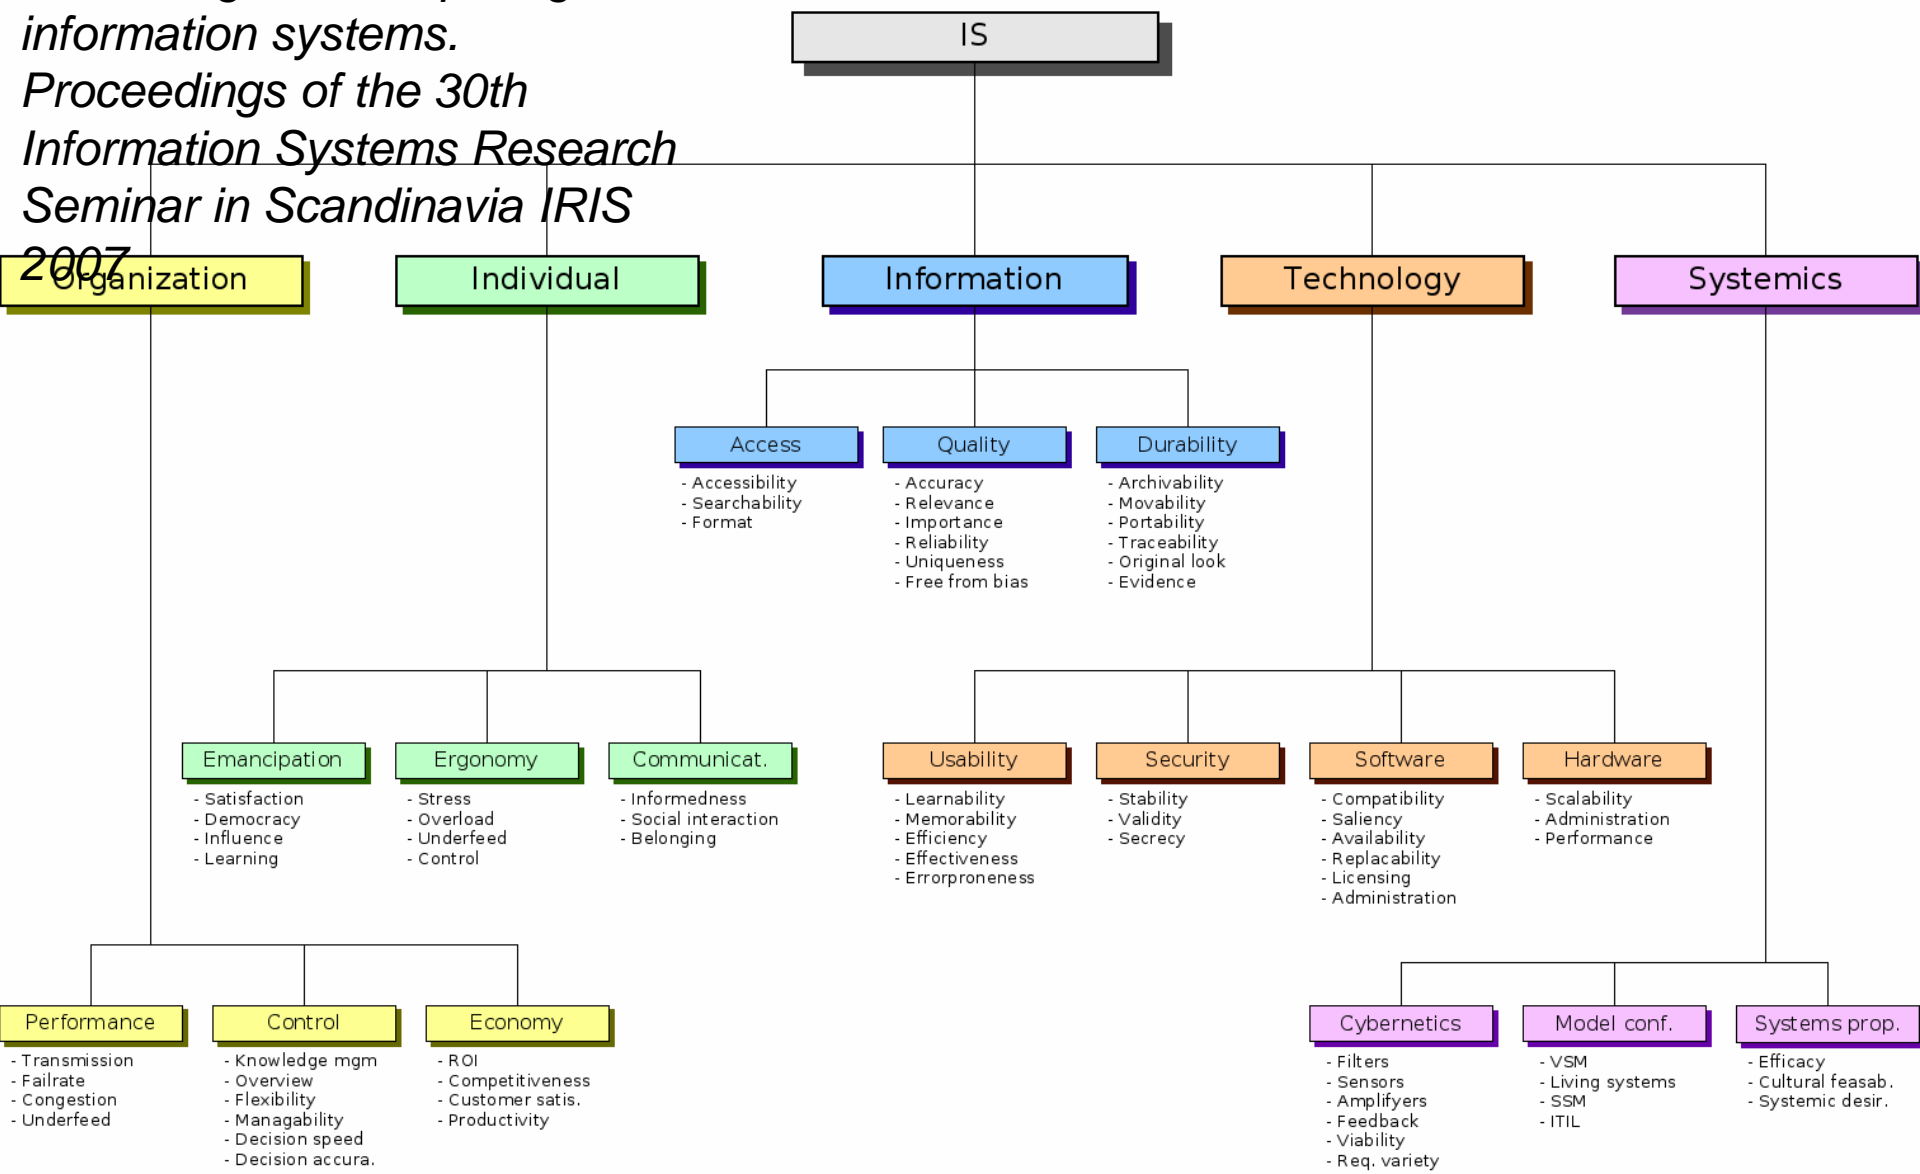 information systems.
Proceedings of the 30th
Information Systems Research
Seminar in Scandinavia IRIS
2007
IS
Organization
Individual
Information
Technology
Systemics
Access
- Accessibility
- Searchability
- Format
Quality
- Accuracy
- Relevance
- Importance
- Reliability
- Uniqueness
- Free from bias
Durability
- Archivability
- Movability
- Portability
- Traceability
- Original look
- Evidence
Emancipation
- Satisfaction
- Democracy
- Influence
- Learning
Ergonomy
- Stress
- Overload
- Underfeed
- Control
Communicat.
- Informedness
- Social interaction
- Belonging
Usability
- Learnability
- Memorability
- Efficiency
- Effectiveness
- Errorproneness
Security
- Stability
- Validity
- Secrecy
Software
- Compatibility
- Saliency
- Availability
- Replacability
- Licensing
- Administration
Hardware
- Scalability
- Administration
- Performance
Performance
- Transmission
- Failrate
- Congestion
- Underfeed
Control
- Knowledge mgm
- Overview
- Flexibility
- Managability
- Decision speed
- Decision accura.
Economy
- ROI
- Competitiveness
- Customer satis.
- Productivity
Cybernetics
- Filters
- Sensors
- Amplifyers
- Feedback
- Viability
- Req. variety
Model conf.
- VSM
- Living systems
- SSM
- ITIL
Systems prop.
- Efficacy
- Cultural feasab.
- Systemic desir.